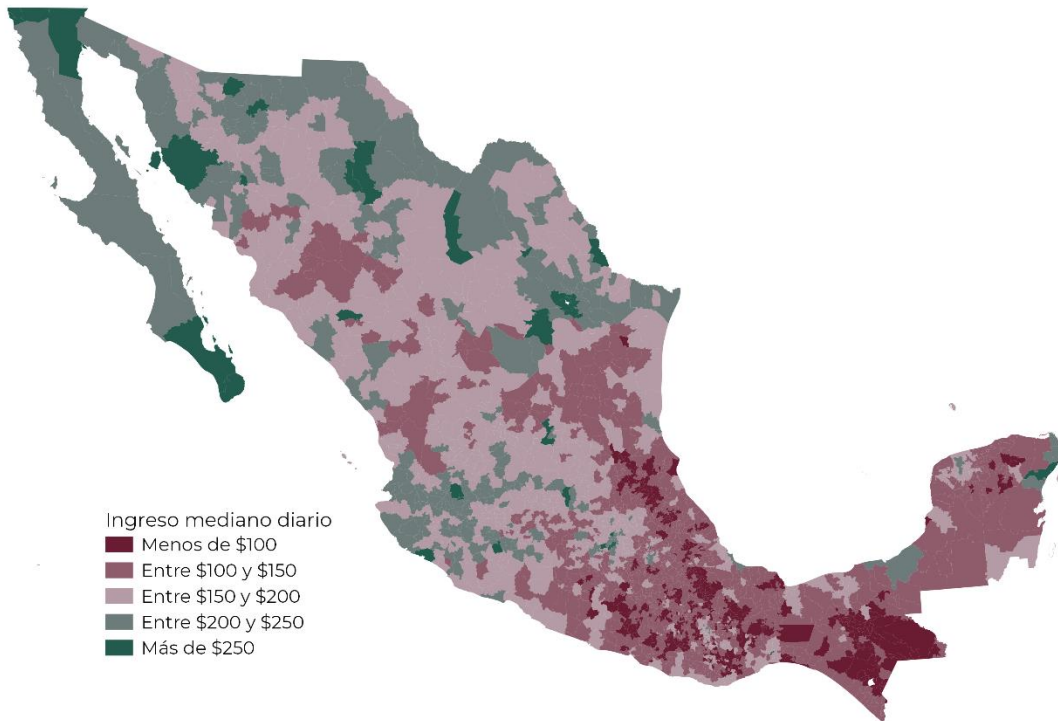 Ingreso mediano diario
Menos de $100
Entre $100 y $150
Entre $150 y $200
Entre $200 y $250
Más de $250